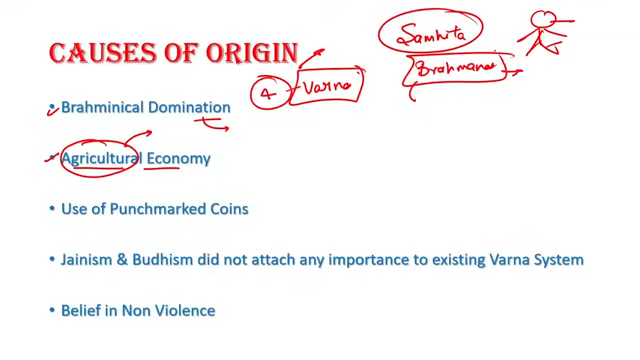 CAUSES OF ORIGIN
Samhita
Brahmanas
4 Varna
• Brahminical Domination
• Agricultural Economy
• Use of Punchmarked Coins
• Jainism & Budhism did not attach any importance to existing Varna System
• Belief in Non Violence